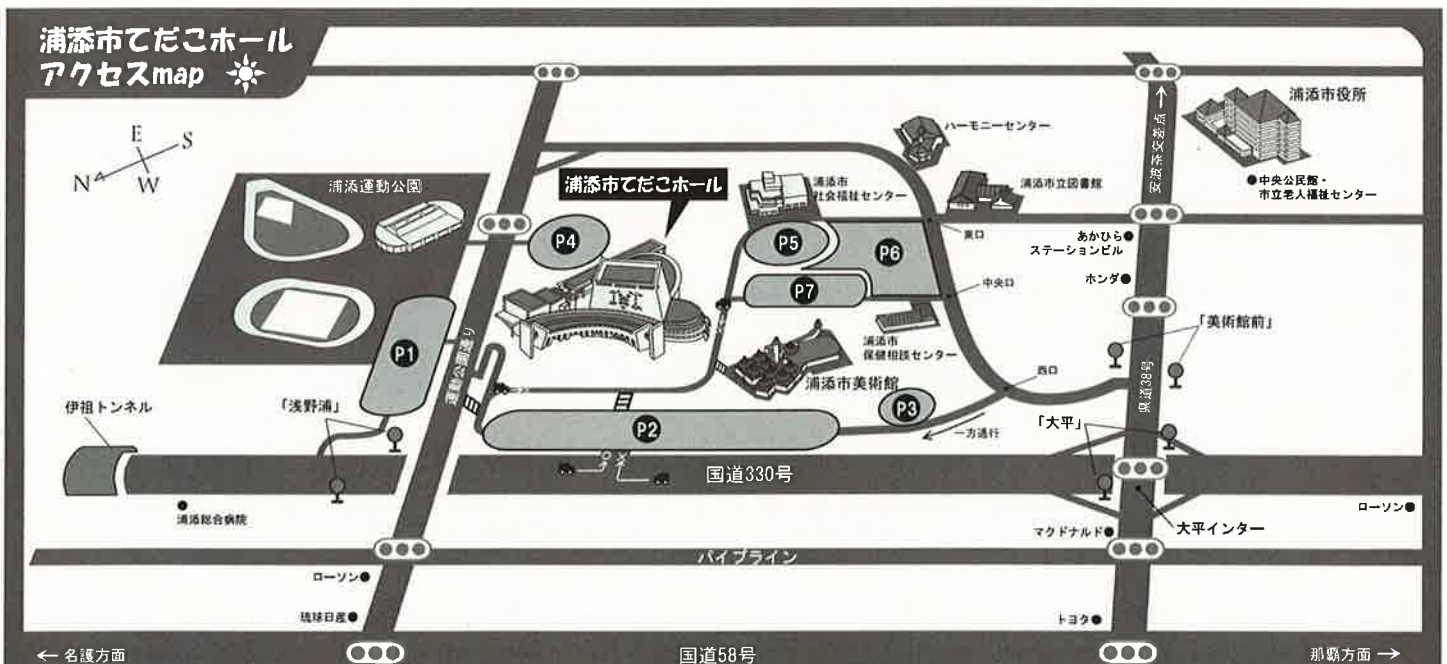 浦添市てだこホール
アクセスmap
E
S
N
W
浦添運動公園
浦添市てだこホール
ハーモニーセンター
浦添市
社会福祉センター
浦添市立図書館
安波茶交差点→
浦添市役所
●中央公民館・
市立老人福祉センター
P4
P5
P6
P7
東口
中央口
あかひら
ステーションビル
ホンダ
「美術館前」
P1
運動公園通り
浦添市
保健相談センター
浦添市美術館
西口
県道38号
伊祖トンネル
「浅野浦」
P2
P3
一方通行
「大平」
国道330号
浦添総合病院
ローソン
マクドナルド
大平インター
パイプライン
ローソン
琉球日産
トヨタ
← 名護方面
国道58号
那覇方面 →